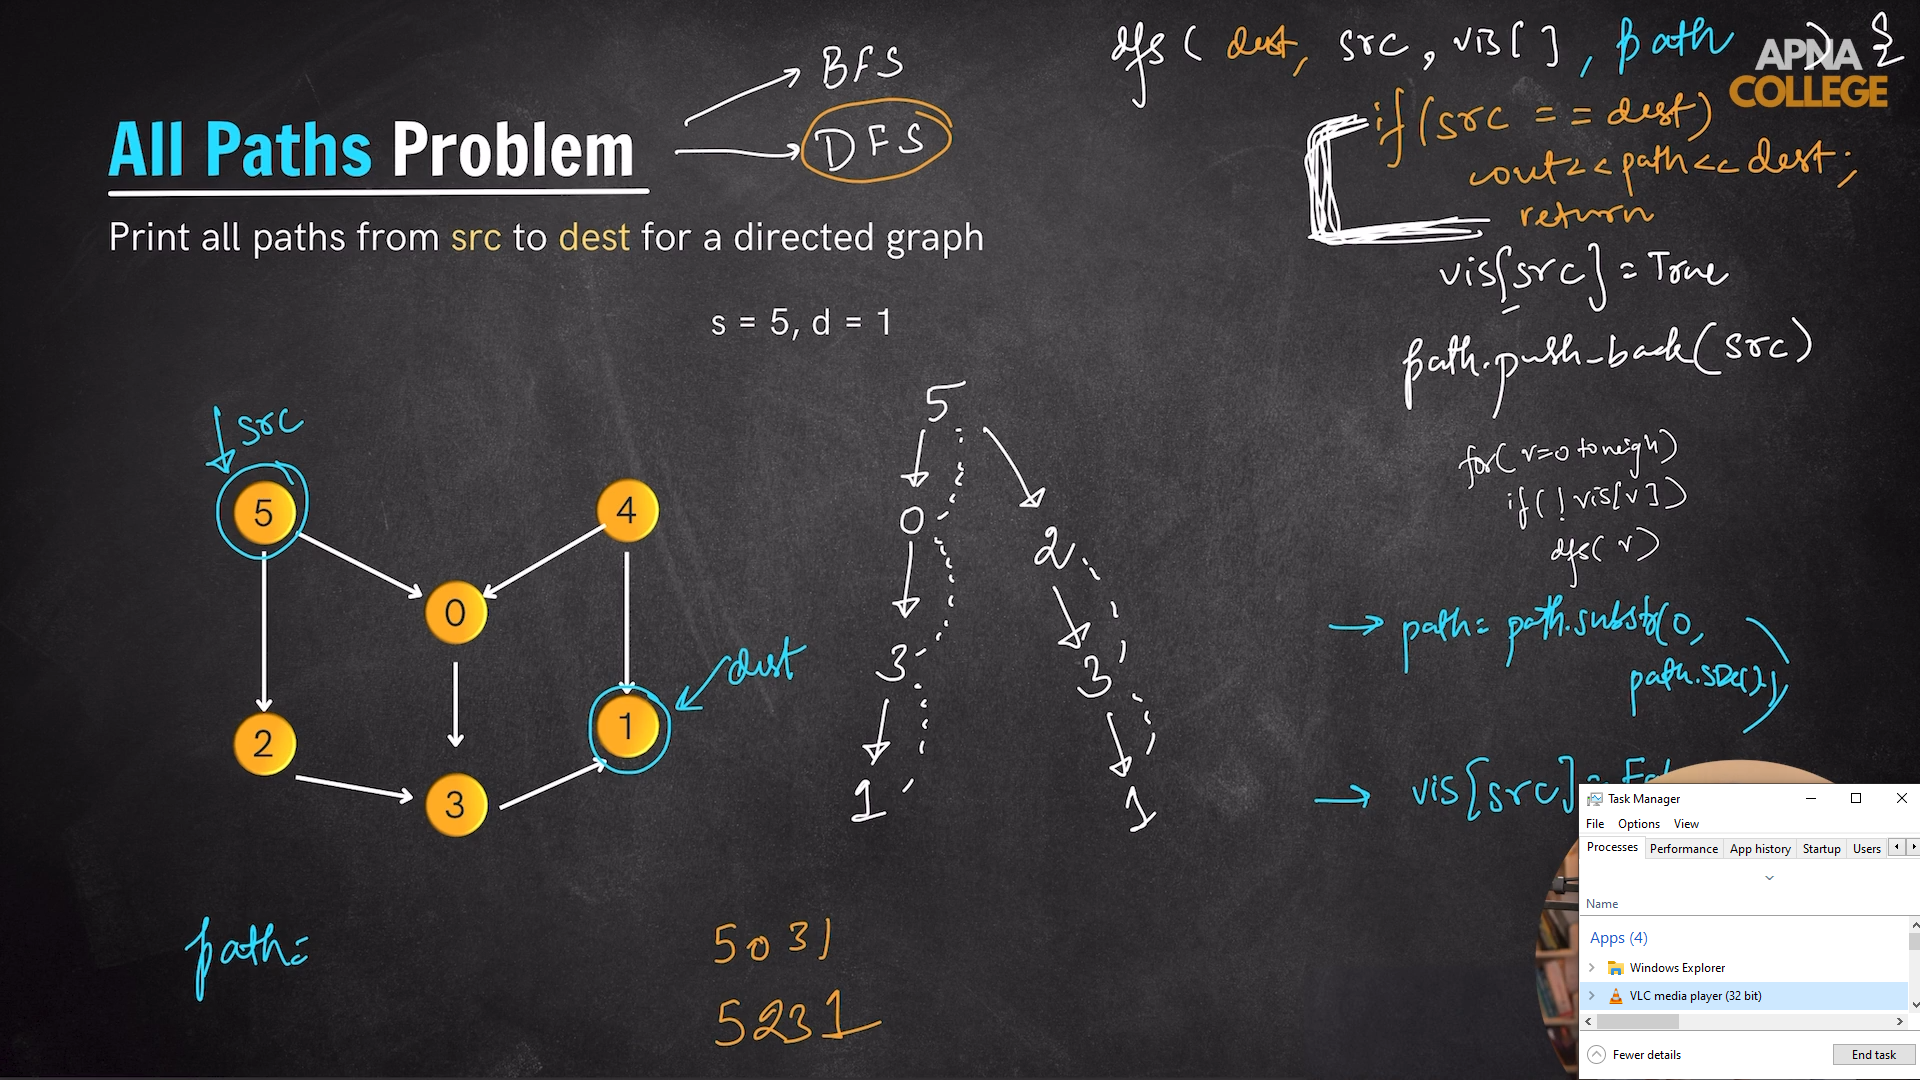 All Paths Problem
Print all paths from src to dest for a directed graph
s = 5, d = 1
BFS
DFS
APNA
COLLEGE
dfs( dest, src, vis[ ], path ) {
if(src == dest)
cout<<path<<dest;
return
vis[src] = True
path.push_back(src)
for( v=0 to neigh)
if( ! vis[v])
dfs( v)
→ path= path.substr(0,
path.size())
→ vis[src] =
src
5
4
0
dest
2
1
3
5
0
2
3
3
1
1
path=
5031
5231
Task Manager
File Options View
Processes Performance App history Startup Users
Name
Apps (4)
Windows Explorer
VLC media player (32 bit)
Fewer details
End task